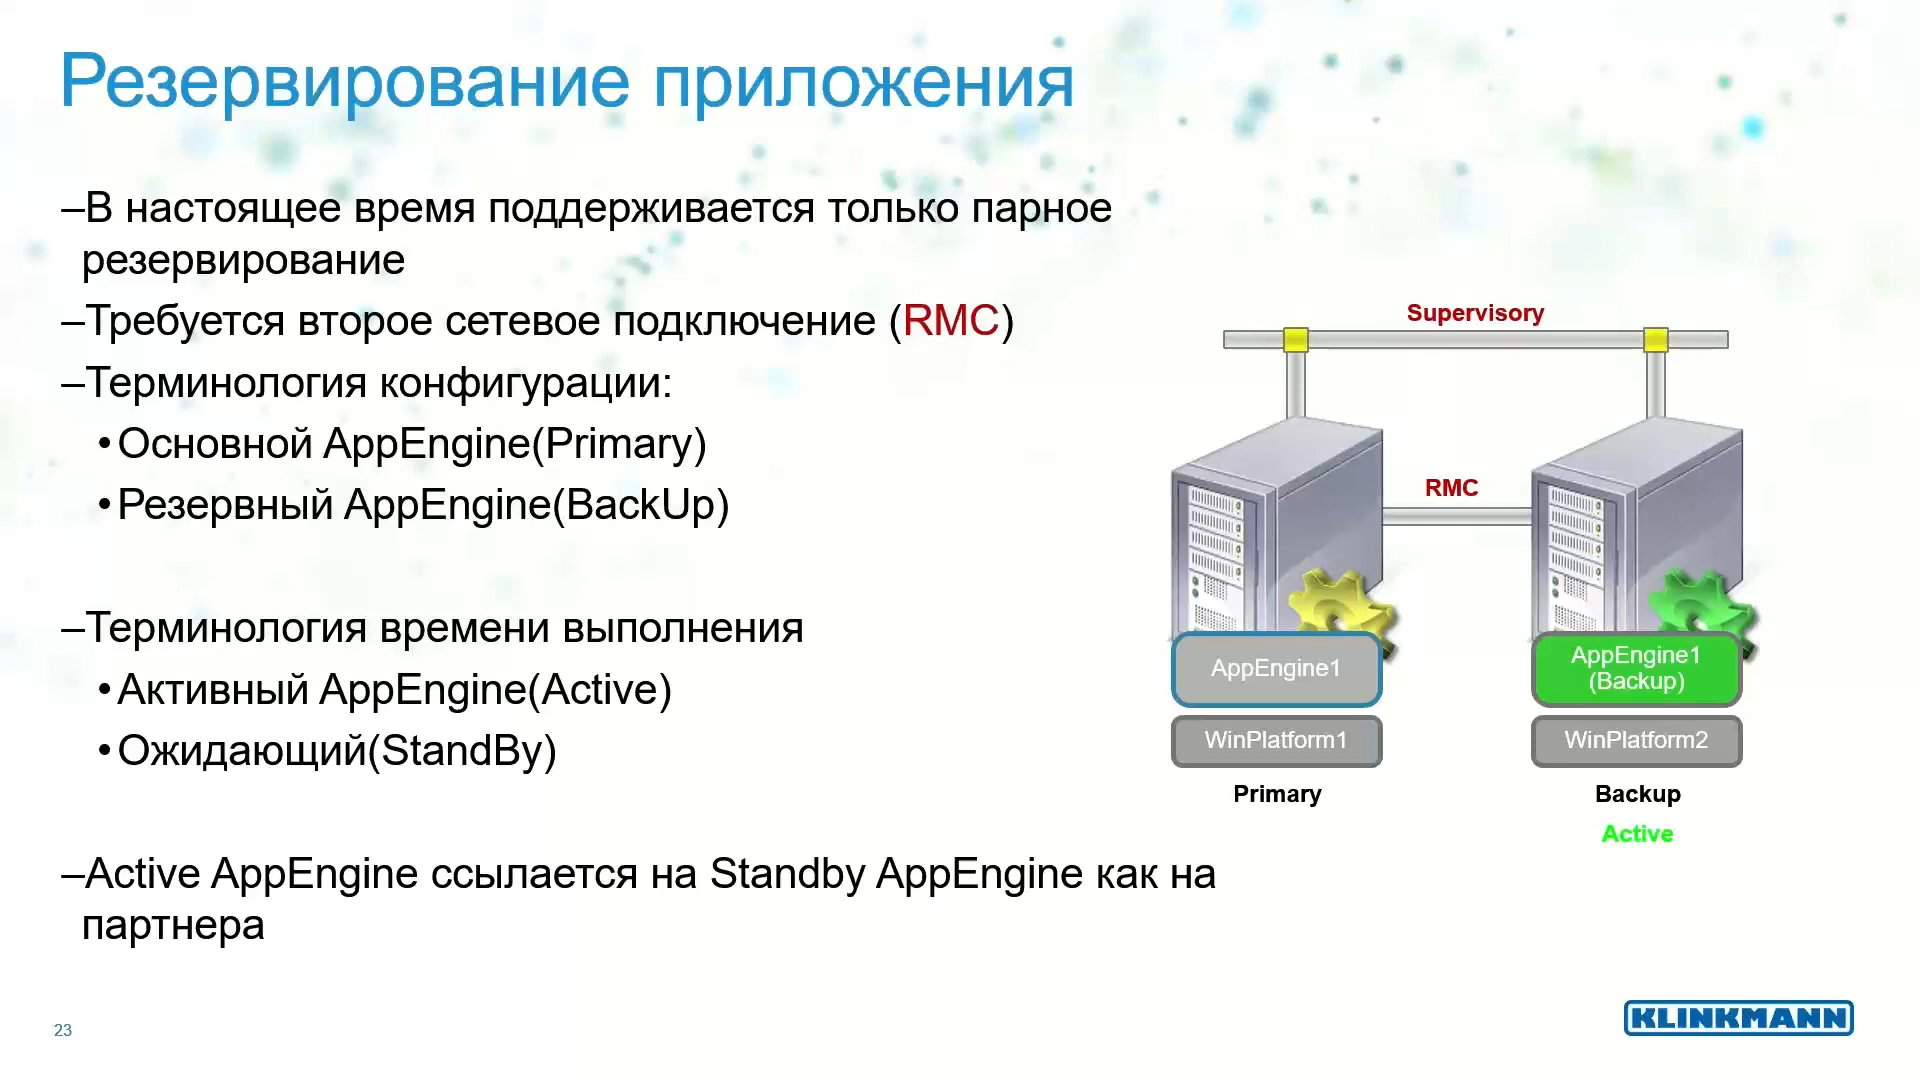 Резервирование приложения
–В настоящее время поддерживается только парное
резервирование
–Требуется второе сетевое подключение (RMC)
–Терминология конфигурации:
•Основной AppEngine(Primary)
•Резервный AppEngine(BackUp)
–Терминология времени выполнения
•Активный AppEngine(Active)
•Ожидающий(StandBy)
–Active AppEngine ссылается на Standby AppEngine как на
партнера
Supervisory
RMC
AppEngine1
AppEngine1
(Backup)
WinPlatform1
WinPlatform2
Primary
Backup
Active
23
KLINKMANN